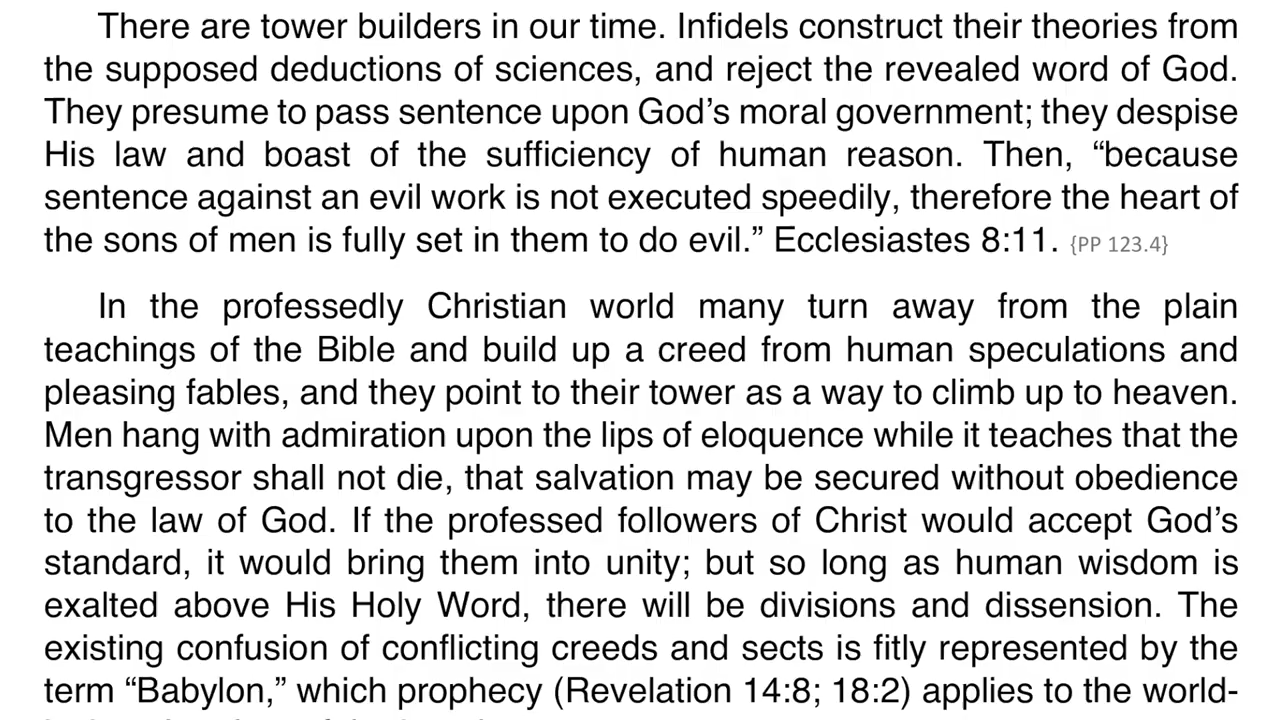 There are tower builders in our time. Infidels construct their theories from
the supposed deductions of sciences, and reject the revealed word of God.
They presume to pass sentence upon God’s moral government; they despise
His law and boast of the sufficiency of human reason. Then, “because
sentence against an evil work is not executed speedily, therefore the heart of
the sons of men is fully set in them to do evil.” Ecclesiastes 8:11. {PP 123.4}
In the professedly Christian world many turn away from the plain
teachings of the Bible and build up a creed from human speculations and
pleasing fables, and they point to their tower as a way to climb up to heaven.
Men hang with admiration upon the lips of eloquence while it teaches that the
transgressor shall not die, that salvation may be secured without obedience
to the law of God. If the professed followers of Christ would accept God’s
standard, it would bring them into unity; but so long as human wisdom is
exalted above His Holy Word, there will be divisions and dissension. The
existing confusion of conflicting creeds and sects is fitly represented by the
term “Babylon,” which prophecy (Revelation 14:8; 18:2) applies to the world-